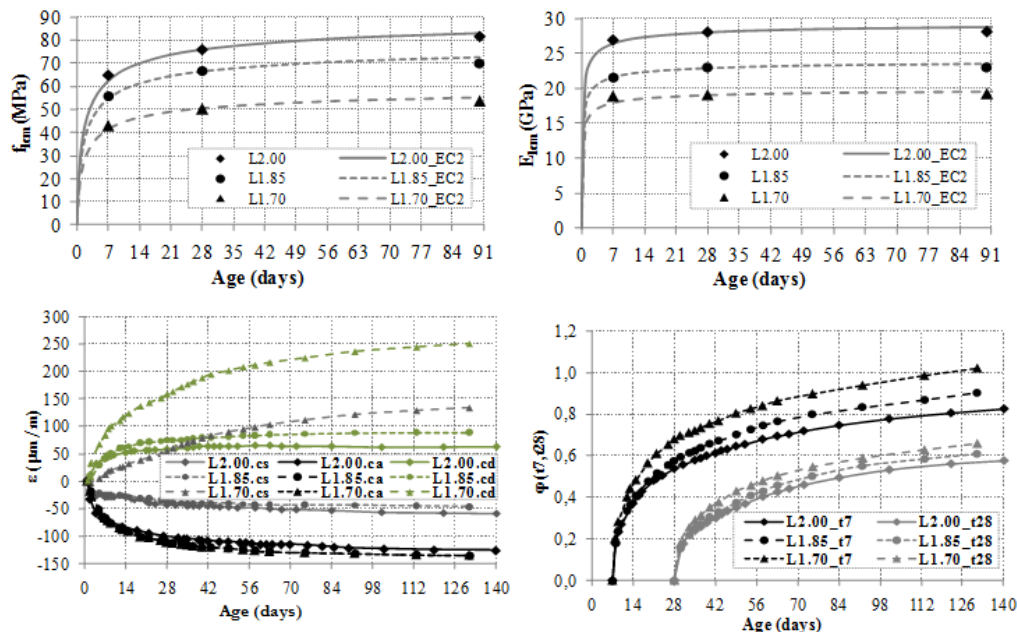 90
80
70
60
50
40
30
20
10
0
f_lcm (MPa)
L2.00 L2.00_EC2
L1.85 L1.85_EC2
L1.70 L1.70_EC2
0 7 14 21 28 35 42 49 56 63 70 77 84 91
Age (days)
30
25
20
15
10
5
0
E_lcm (GPa)
L2.00 L2.00_EC2
L1.85 L1.85_EC2
L1.70 L1.70_EC2
0 7 14 21 28 35 42 49 56 63 70 77 84 91
Age (days)
300
250
200
150
100
50
0
-50
-100
-150
ε (μm/m)
0 14 28 42 56 70 84 98 112 126 140
L2.00.cs L2.00.ca L2.00.cd
L1.85.cs L1.85.ca L1.85.cd
L1.70.cs L1.70.ca L1.70.cd
Age (days)
1,2
1,0
0,8
0,6
0,4
0,2
0,0
φ (t7,t28)
L2.00_t7 L2.00_t28
L1.85_t7 L1.85_t28
L1.70_t7 L1.70_t28
0 14 28 42 56 70 84 98 112 126 140
Age (days)